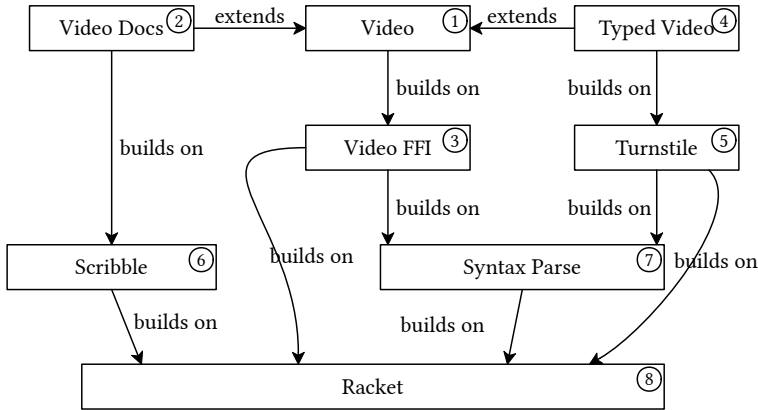 Video Docs 2
extends
Video 1
extends
Typed Video 4
builds on
builds on
builds on
Video FFI 3
Turnstile 5
builds on
builds on
builds on
builds on
Scribble 6
Syntax Parse 7
builds on
builds on
Racket 8